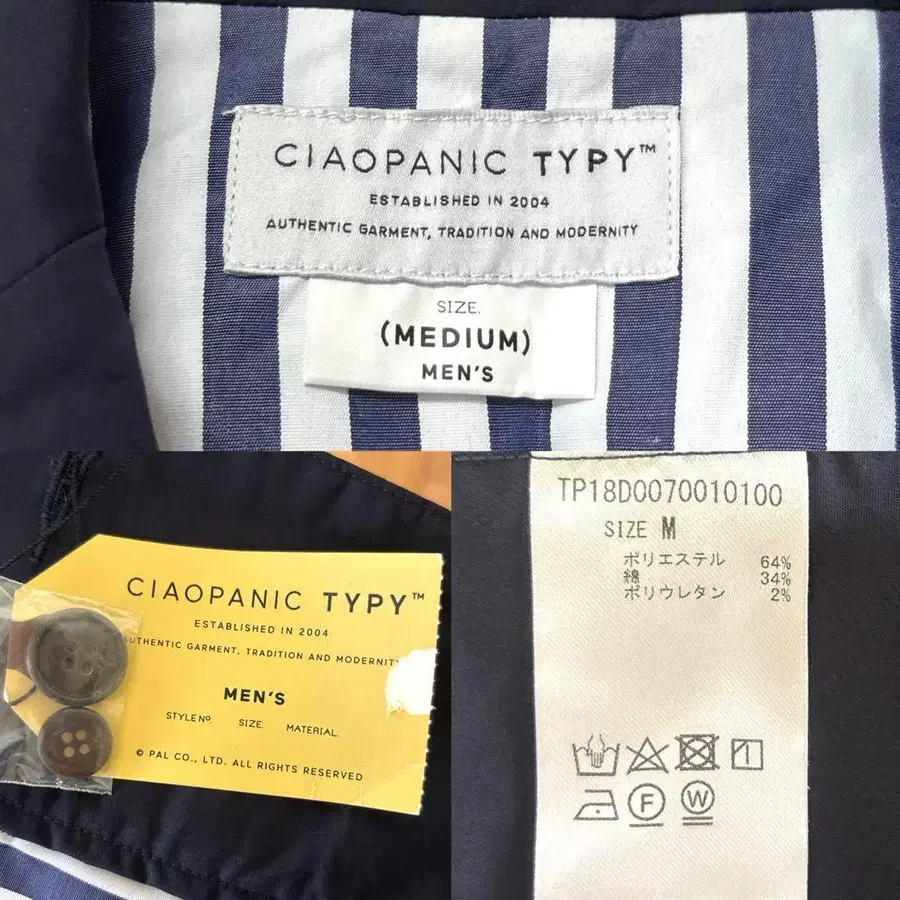 CIAOPANIC TYPY™
ESTABLISHED IN 2004
AUTHENTIC GARMENT, TRADITION AND MODERNITY
SIZE.
(MEDIUM)
MEN'S
CIAOPANIC TYPY™
ESTABLISHED IN 2004
AUTHENTIC GARMENT, TRADITION AND MODERNITY
MEN'S
STYLE Nº. SIZE. MATERIAL.
© PAL CO., LTD. ALL RIGHTS RESERVED
TP18D0070010100
SIZE M
ポリエステル 64%
綿 34%
ポリウレタン 2%
F W